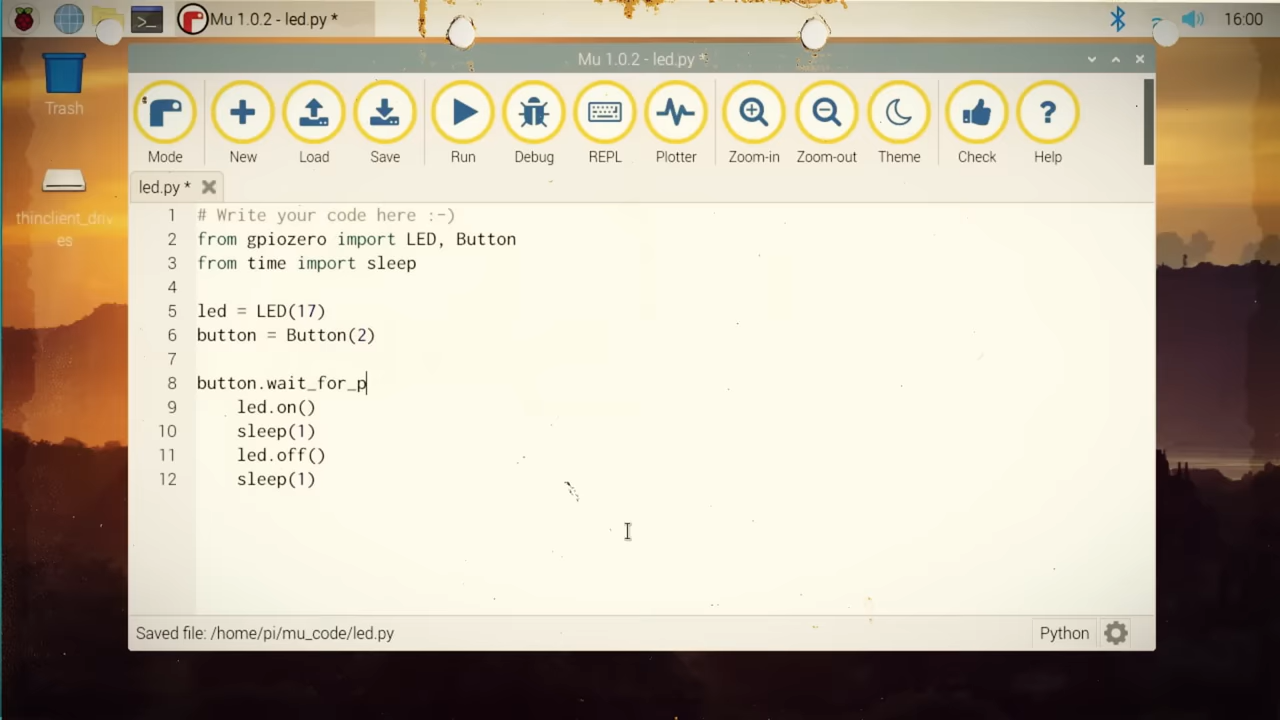 Mu 1.0.2 - led.py *
16:00
Mu 1.0.2 - led.py *
Trash
thinclient_driv
es
Mode
New
Load
Save
Run
Debug
REPL
Plotter
Zoom-in
Zoom-out
Theme
Check
Help
led.py *
1 # Write your code here :-)
2 from gpiozero import LED, Button
3 from time import sleep
4
5 led = LED(17)
6 button = Button(2)
7
8 button.wait_for_p
9 led.on()
10 sleep(1)
11 led.off()
12 sleep(1)
Saved file: /home/pi/mu_code/led.py
Python